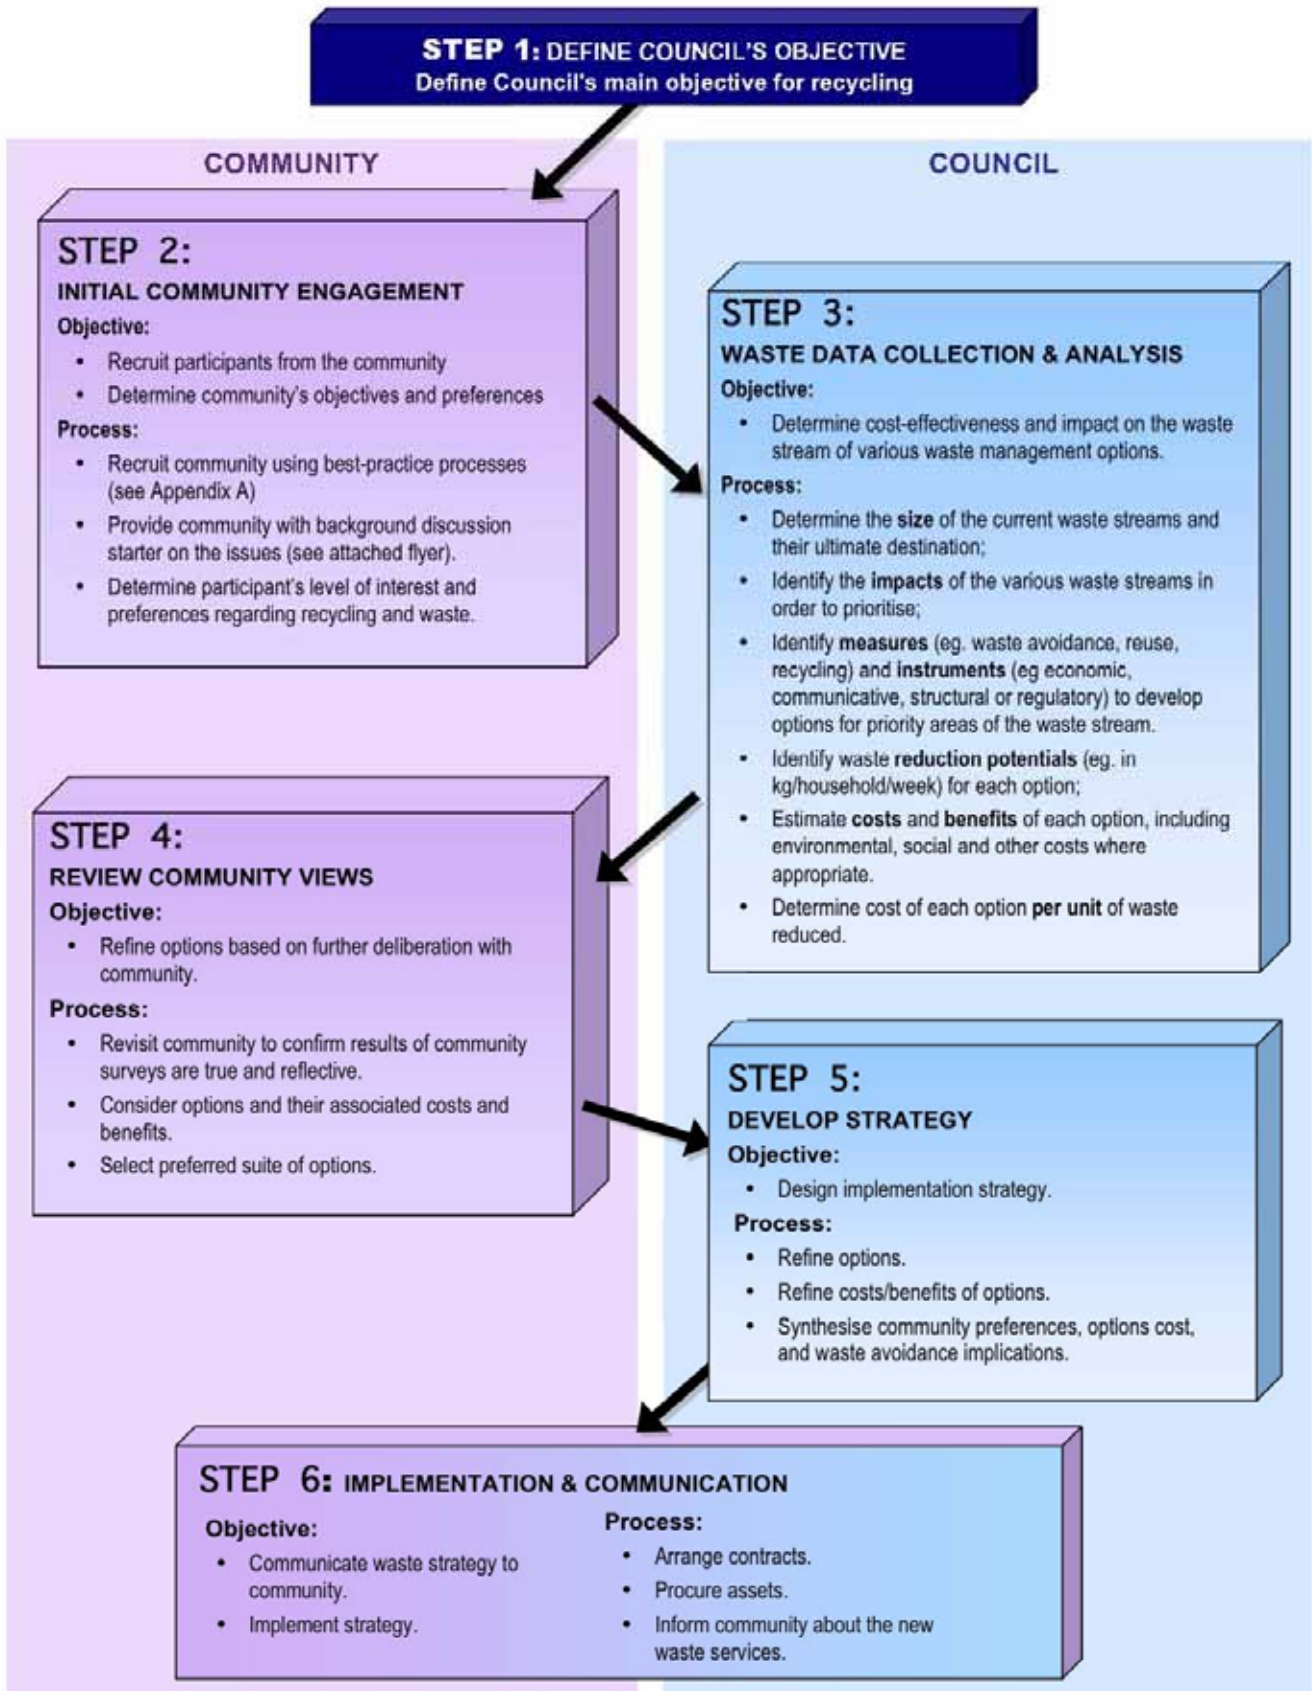 STEP 1: DEFINE COUNCIL'S OBJECTIVE
Define Council's main objective for recycling
COMMUNITY
COUNCIL
STEP 2:
INITIAL COMMUNITY ENGAGEMENT
Objective:
• Recruit participants from the community
• Determine community's objectives and preferences
Process:
• Recruit community using best-practice processes
(see Appendix A)
• Provide community with background discussion
starter on the issues (see attached flyer).
• Determine participant's level of interest and
preferences regarding recycling and waste.
STEP 3:
WASTE DATA COLLECTION & ANALYSIS
Objective:
• Determine cost-effectiveness and impact on the waste
stream of various waste management options.
Process:
• Determine the size of the current waste streams and
their ultimate destination;
• Identify the impacts of the various waste streams in
order to prioritise;
• Identify measures (eg. waste avoidance, reuse,
recycling) and instruments (eg economic,
communicative, structural or regulatory) to develop
options for priority areas of the waste stream.
• Identify waste reduction potentials (eg. in
kg/household/week) for each option;
• Estimate costs and benefits of each option, including
environmental, social and other costs where
appropriate.
• Determine cost of each option per unit of waste
reduced.
STEP 4:
REVIEW COMMUNITY VIEWS
Objective:
• Refine options based on further deliberation with
community.
Process:
• Revisit community to confirm results of community
surveys are true and reflective.
• Consider options and their associated costs and
benefits.
• Select preferred suite of options.
STEP 5:
DEVELOP STRATEGY
Objective:
• Design implementation strategy.
Process:
• Refine options.
• Refine costs/benefits of options.
• Synthesise community preferences, options cost,
and waste avoidance implications.
STEP 6: IMPLEMENTATION & COMMUNICATION
Objective:
• Communicate waste strategy to
community.
• Implement strategy.
Process:
• Arrange contracts.
• Procure assets.
• Inform community about the new
waste services.